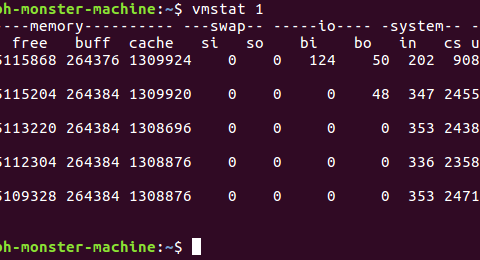 oh-monster-machine:~$ vmstat 1
----memory---------- ---swap-- -----io---- -system-- -
free buff cache si so bi bo in cs u
5115868 264376 1309924 0 0 124 50 202 908
5115204 264384 1309920 0 0 0 48 347 2455
5113220 264384 1308696 0 0 0 0 353 2438
5112304 264384 1308876 0 0 0 0 336 2358
5109328 264384 1308876 0 0 0 0 353 2471
oh-monster-machine:~$